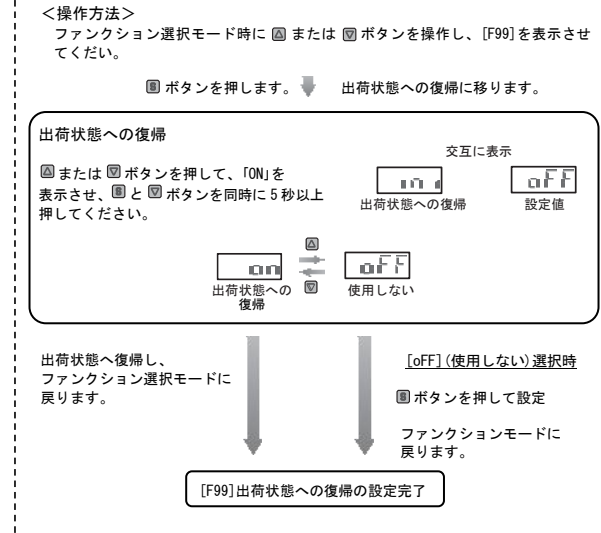 ＜操作方法＞
ファンクション選択モード時に △ または ▽ ボタンを操作し、[F99]を表示させ
てくだい。
S ボタンを押します。 出荷状態への復帰に移ります。
出荷状態への復帰
△ または ▽ ボタンを押して、「ON」を
表示させ、S と ▽ ボタンを同時に5秒以上
押してください。
交互に表示
ini
oFF
出荷状態への復帰
設定値
△
on
oFF
▽
出荷状態への
復帰
使用しない
出荷状態へ復帰し、
ファンクション選択モードに
戻ります。
[oFF](使用しない)選択時
S ボタンを押して設定
ファンクションモードに
戻ります。
[F99]出荷状態への復帰の設定完了